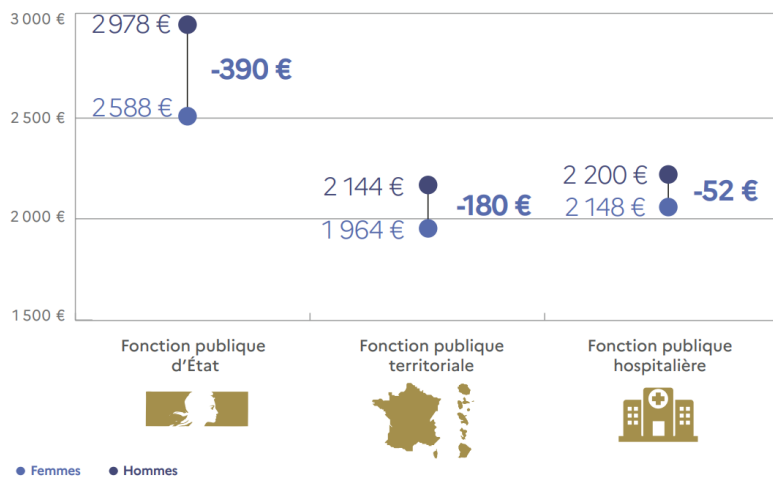 3 000 €
2 978 €
-390 €
2 588 €
2 500 €
2 144 €
-180 €
1 964 €
2 200 €
-52 €
2 148 €
2 000 €
1 500 €
Fonction publique
d'État
Fonction publique
territoriale
Fonction publique
hospitalière
Femmes
Hommes